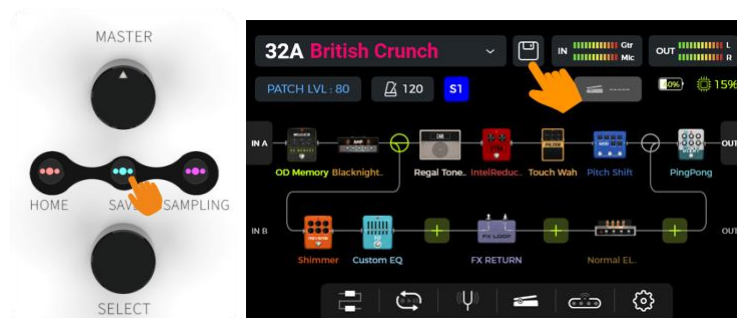 MASTER
HOME
SAVE
SAMPLING
SELECT
32A British Crunch
IN
Gtr
Mic
OUT
L
R
PATCH LVL: 80
120
S1
15%
IN A
OUT
OD Memory
Blacknight..
Regal Tone..
IntelReduc..
Touch Wah
Pitch Shift
PingPong
IN B
OUT
Shimmer
Custom EQ
FX LOOP
FX RETURN
Normal EL..